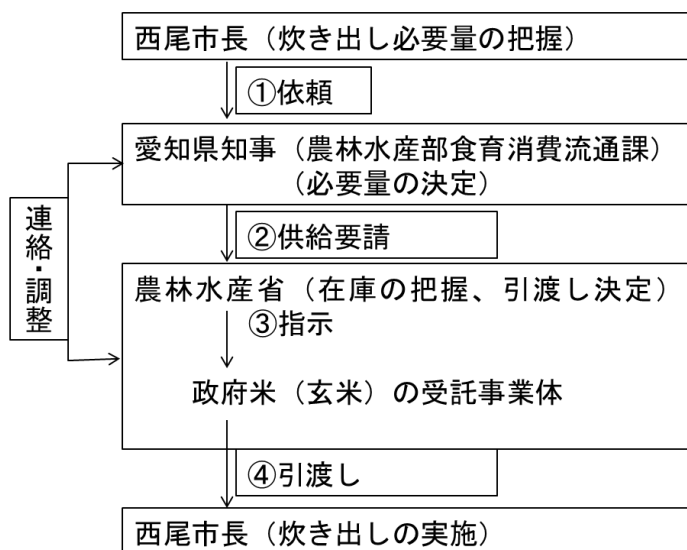 西尾市長（炊き出し必要量の把握）
①依頼
愛知県知事（農林水産部食育消費流通課）
（必要量の決定）
連絡・調整
②供給要請
農林水産省（在庫の把握、引渡し決定）
③指示
政府米（玄米）の受託事業体
④引渡し
西尾市長（炊き出しの実施）